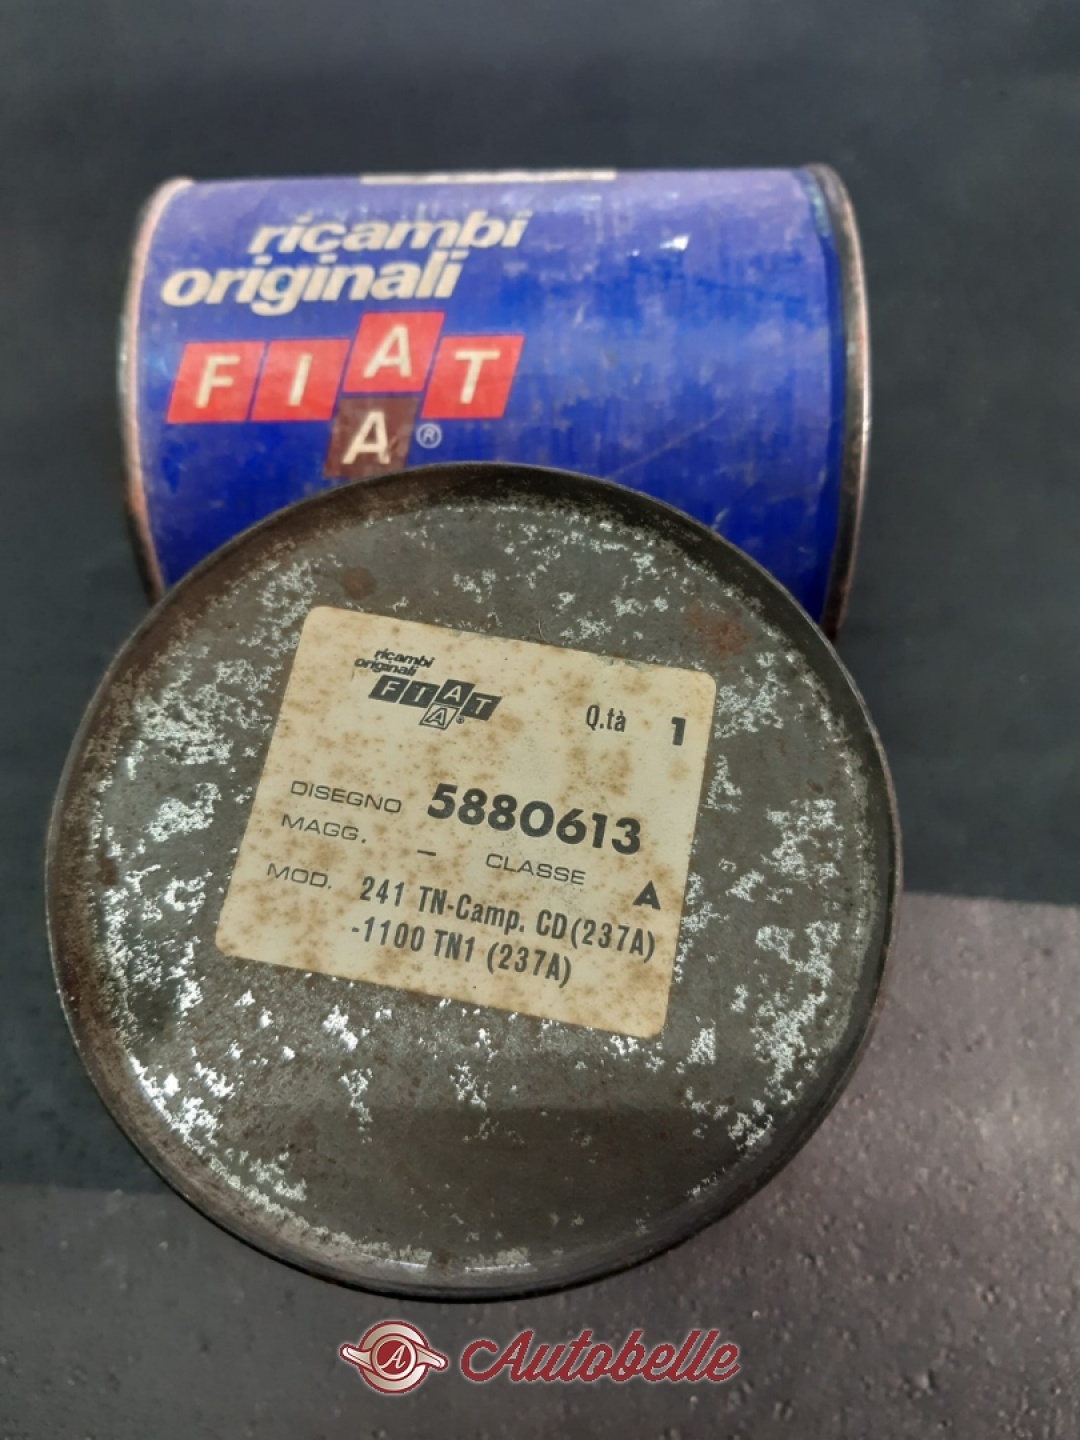 ricambi
originali
FIAT
A ®
ricambi
originali
FIAT
A ®
Q.tà 1
DISEGNO 5880613
MAGG. – CLASSE A
MOD. 241 TN-Camp. CD(237A)
-1100 TN1 (237A)
A Autobelle